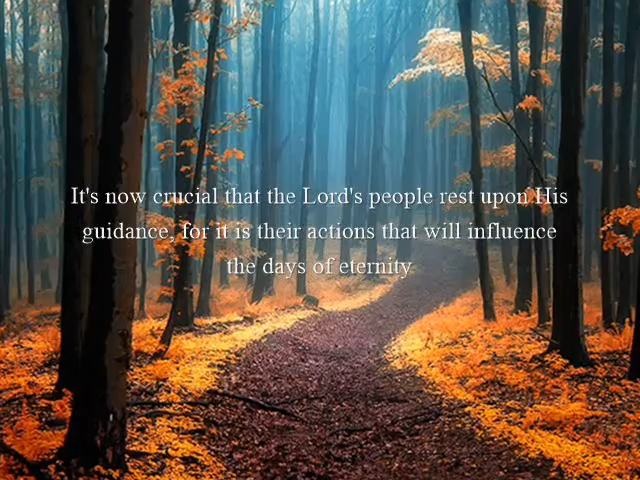 It's now crucial that the Lord's people rest upon His
guidance, for it is their actions that will influence
the days of eternity